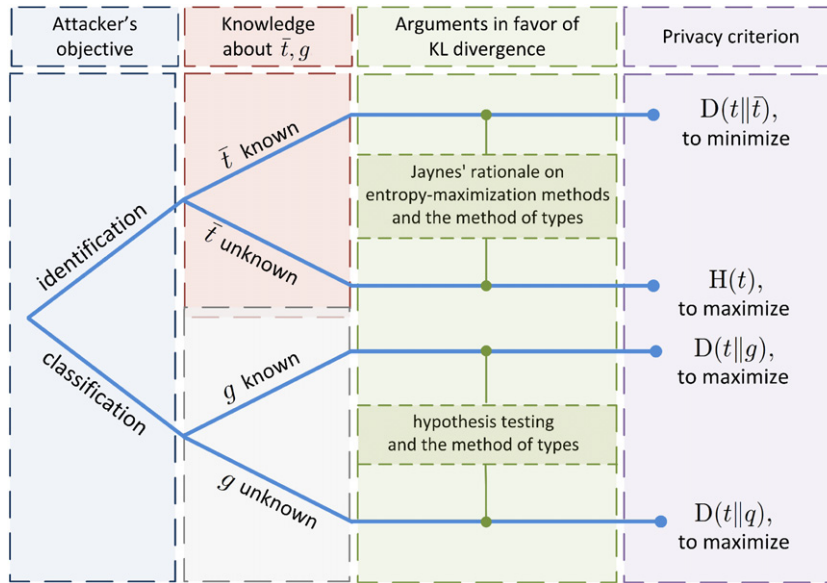 Attacker's
objective
Knowledge
about t̄, g
Arguments in favor of
KL divergence
Privacy criterion
identification
classification
t̄ known
t̄ unknown
g known
g unknown
Jaynes' rationale on
entropy-maximization methods
and the method of types
hypothesis testing
and the method of types
D(t‖t̄),
to minimize
H(t),
to maximize
D(t‖g),
to maximize
D(t‖q),
to maximize